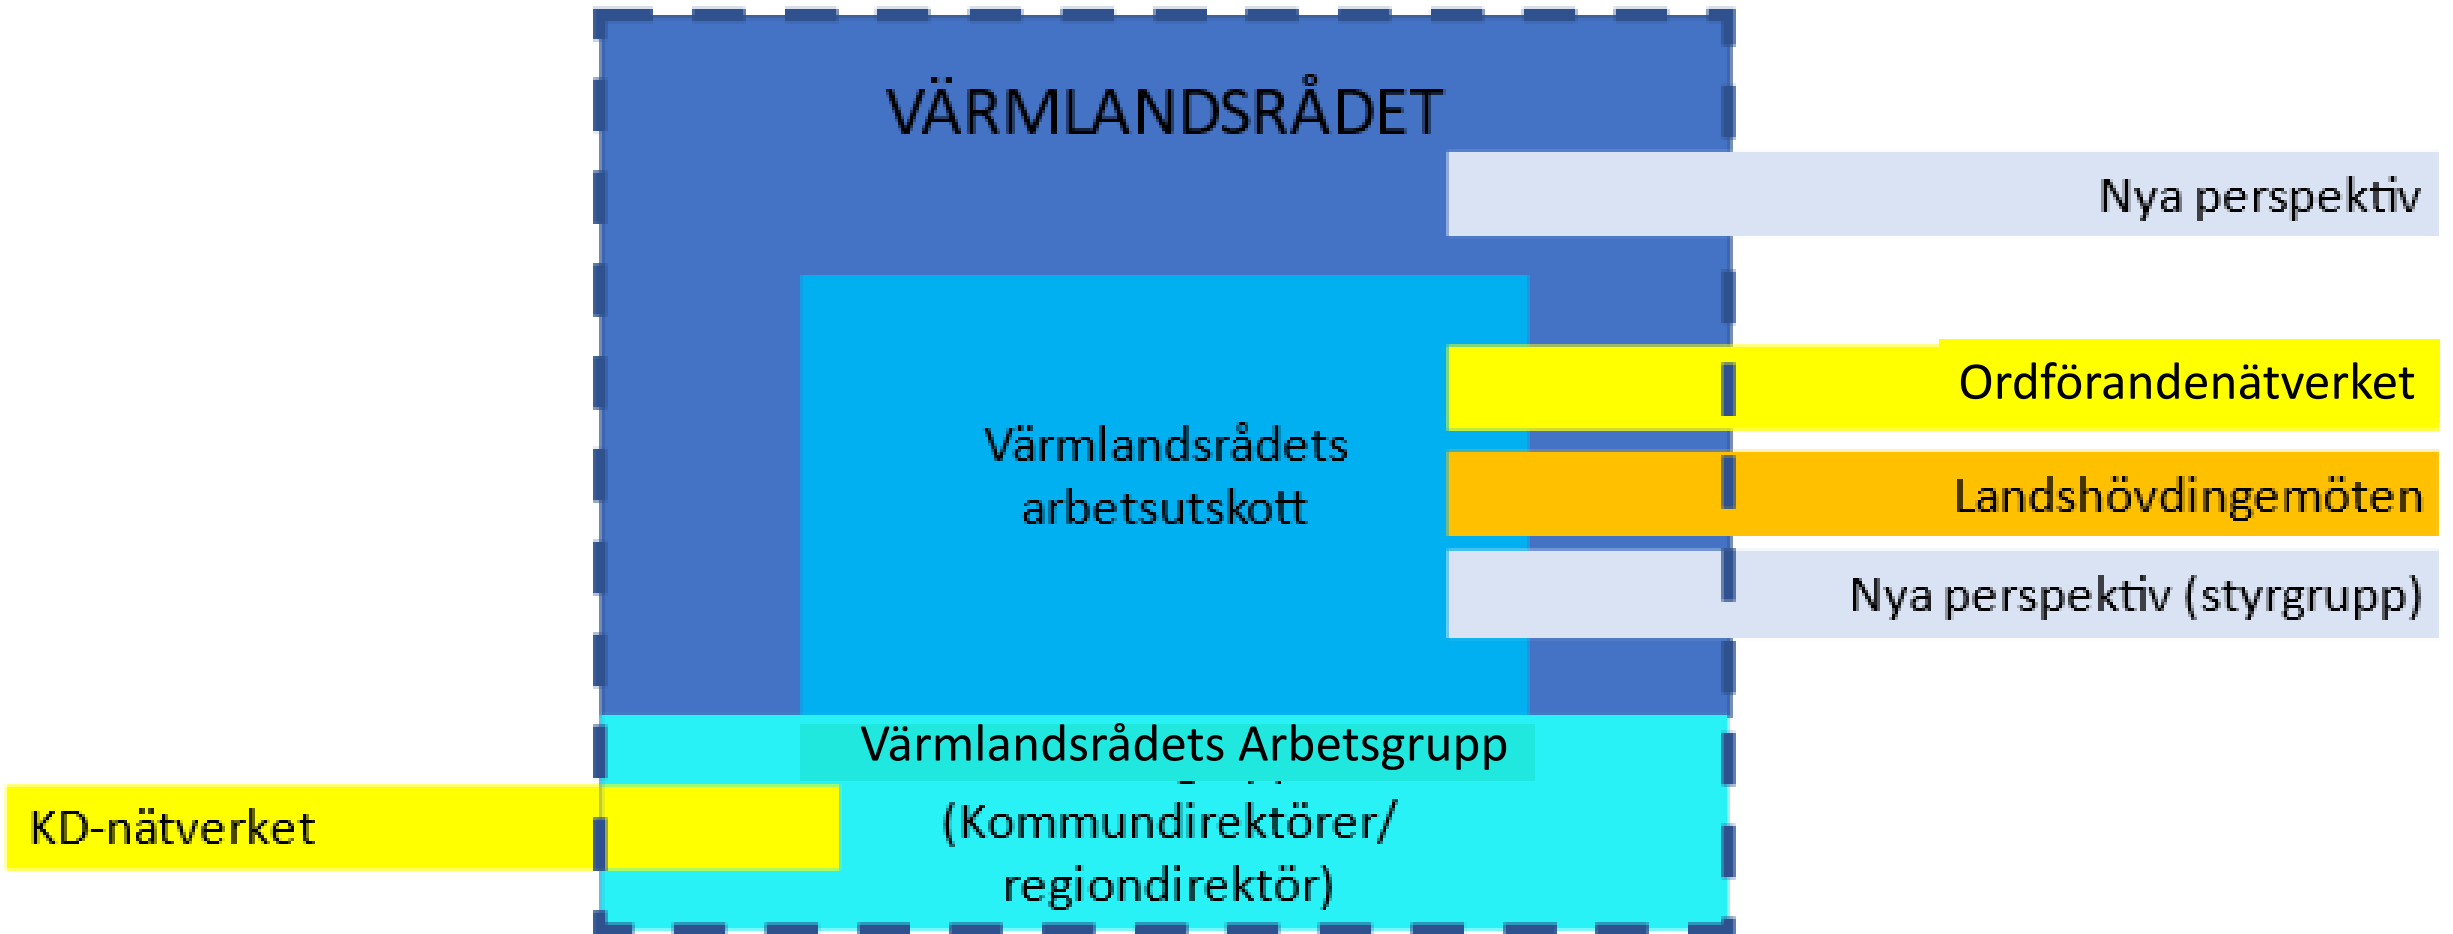 VÄRMLANDSRÅDET
Nya perspektiv
Ordförandenätverket
Värmlandsrådets
arbetsutskott
Landshövdingemöten
Nya perspektiv (styrgrupp)
Värmlandsrådets Arbetsgrupp
KD-nätverket
(Kommundirektörer/
regiondirektör)